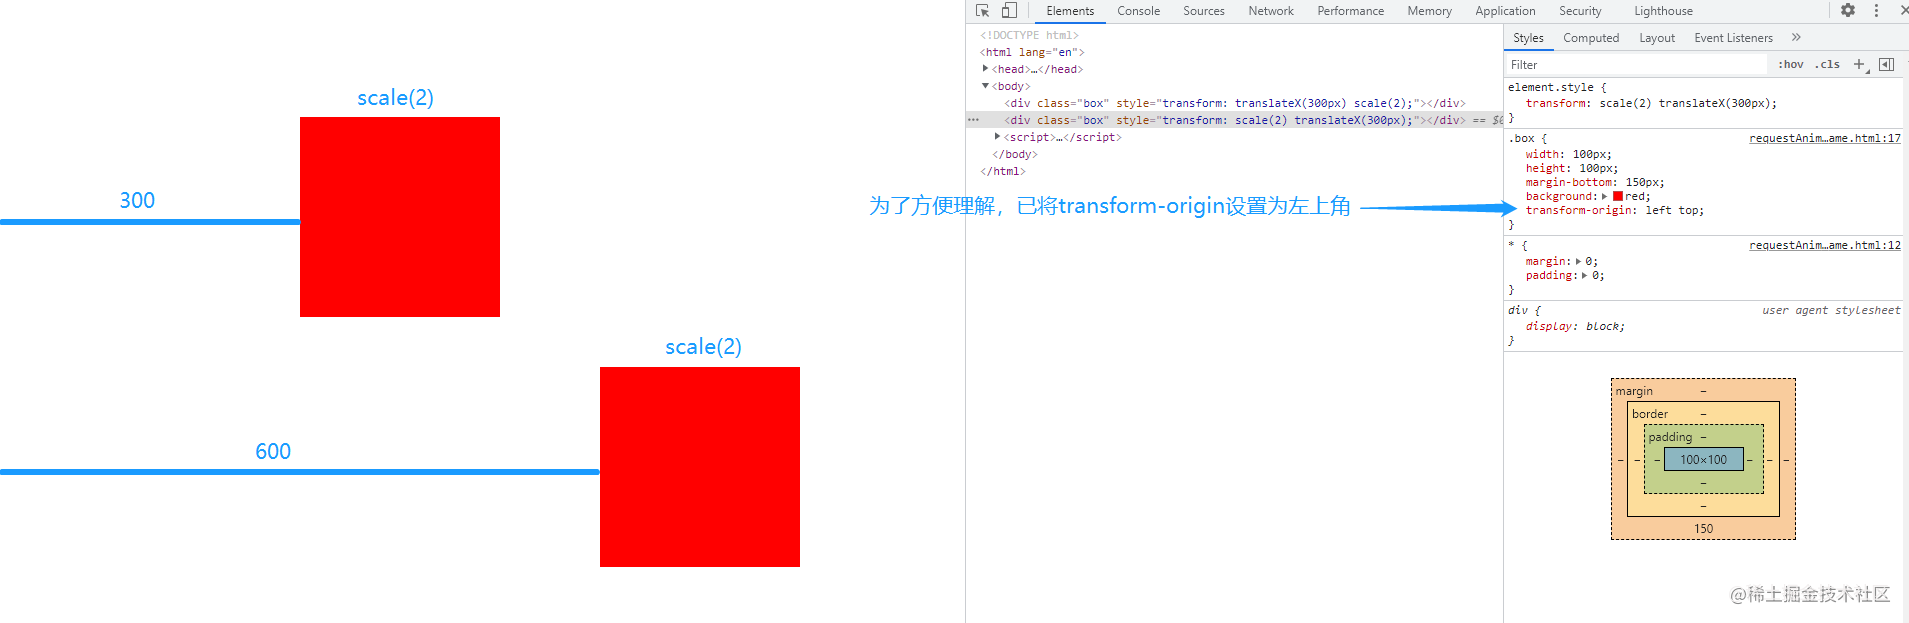 scale(2)
300
scale(2)
600
为了方便理解，已将transform-origin设置为左上角
Elements Console Sources Network Performance Memory Application Security Lighthouse
<!DOCTYPE html>
<html lang="en">
<head>…</head>
<body>
<div class="box" style="transform: translateX(300px) scale(2);"></div>
<div class="box" style="transform: scale(2) translateX(300px);"></div> == $0
<script>…</script>
</body>
</html>
Styles Computed Layout Event Listeners »
Filter :hov .cls +
element.style {
transform: scale(2) translateX(300px);
}
.box { requestAnim…ame.html:17
width: 100px;
height: 100px;
margin-bottom: 150px;
background: red;
transform-origin: left top;
}
* { requestAnim…ame.html:12
margin: 0;
padding: 0;
}
div { user agent stylesheet
display: block;
}
margin –
border –
padding –
– – – 100×100 – – –
–
–
150
@稀土掘金技术社区